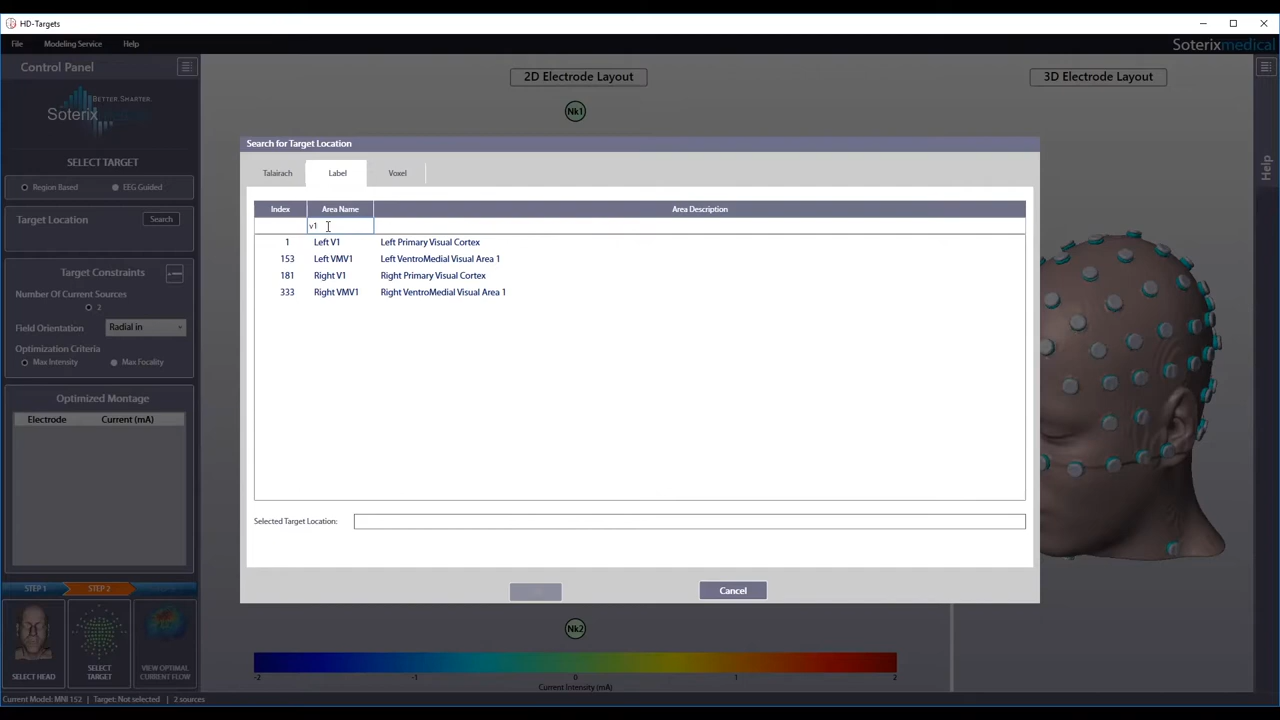 HD-Targets
File Modeling Service Help
Soterixmedical
Control Panel
2D Electrode Layout
3D Electrode Layout
BETTER. SMARTER.
Soterix
Nk1
Help
Search for Target Location
SELECT TARGET
Talairach Label Voxel
Region Based EEG Guided
Index Area Name Area Description
Target Location Search
v1
1 Left V1 Left Primary Visual Cortex
153 Left VMV1 Left VentroMedial Visual Area 1
181 Right V1 Right Primary Visual Cortex
333 Right VMV1 Right VentroMedial Visual Area 1
Target Constraints
Number Of Current Sources
2
Field Orientation Radial in
Optimization Criteria
Max Intensity Max Focality
Optimized Montage
Electrode Current (mA)
Selected Target Location:
Cancel
STEP 1 STEP 2
Nk2
SELECT HEAD
SELECT TARGET
VIEW OPTIMAL CURRENT FLOW
-2 -1 0 1 2
Current Intensity (mA)
Current Model: MNI 152 Target: Not selected 2 sources